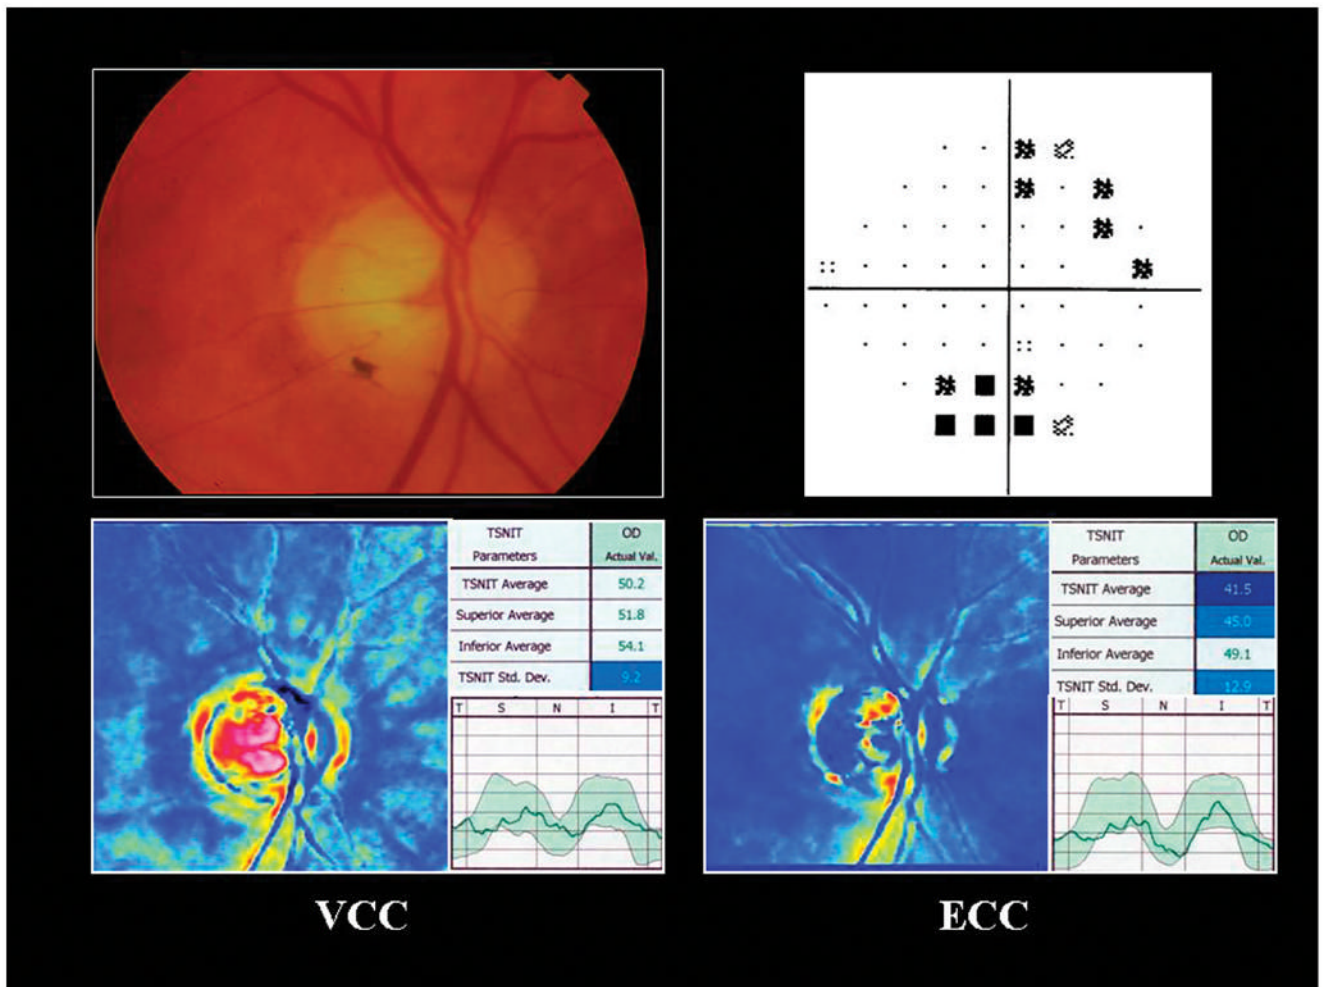 TSNIT OD
Parameters Actual Val.
TSNIT Average 50.2
Superior Average 51.8
Inferior Average 54.1
TSNIT Std. Dev. 9.2
T S N I T
TSNIT OD
Parameters Actual Val.
TSNIT Average 41.5
Superior Average 45.0
Inferior Average 49.1
TSNIT Std. Dev. 12.9
T S N I T
VCC
ECC